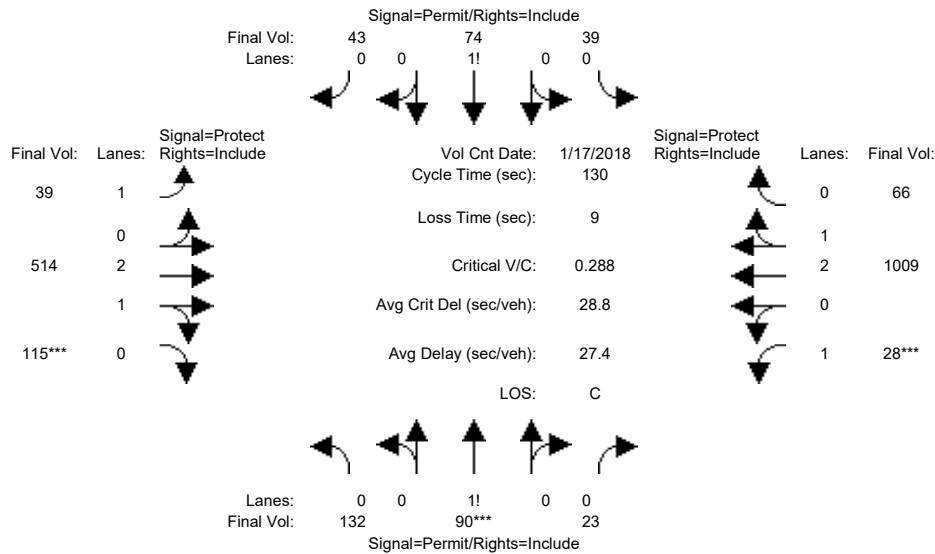 Signal=Permit/Rights=Include
Final Vol: 43 74 39
Lanes: 0 0 1! 0 0
Signal=Protect
Final Vol: Lanes: Rights=Include
Vol Cnt Date: 1/17/2018
Signal=Protect
Rights=Include Lanes: Final Vol:
Cycle Time (sec): 130
39 1
0 66
Loss Time (sec): 9
0
1
514 2
Critical V/C: 0.288
2 1009
1
Avg Crit Del (sec/veh): 28.8
0
115*** 0
Avg Delay (sec/veh): 27.4
1 28***
LOS: C
Lanes: 0 0 1! 0 0
Final Vol: 132 90*** 23
Signal=Permit/Rights=Include